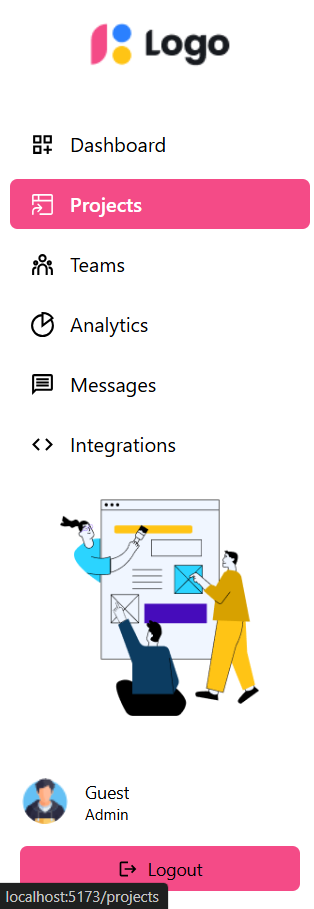 Logo
Dashboard
Projects
Teams
Analytics
Messages
Integrations
Guest
Admin
Logout
localhost:5173/projects